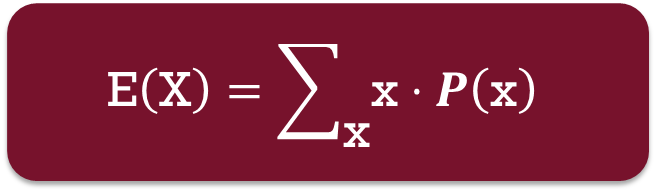 E(X) = ∑ₓ x · P(x)